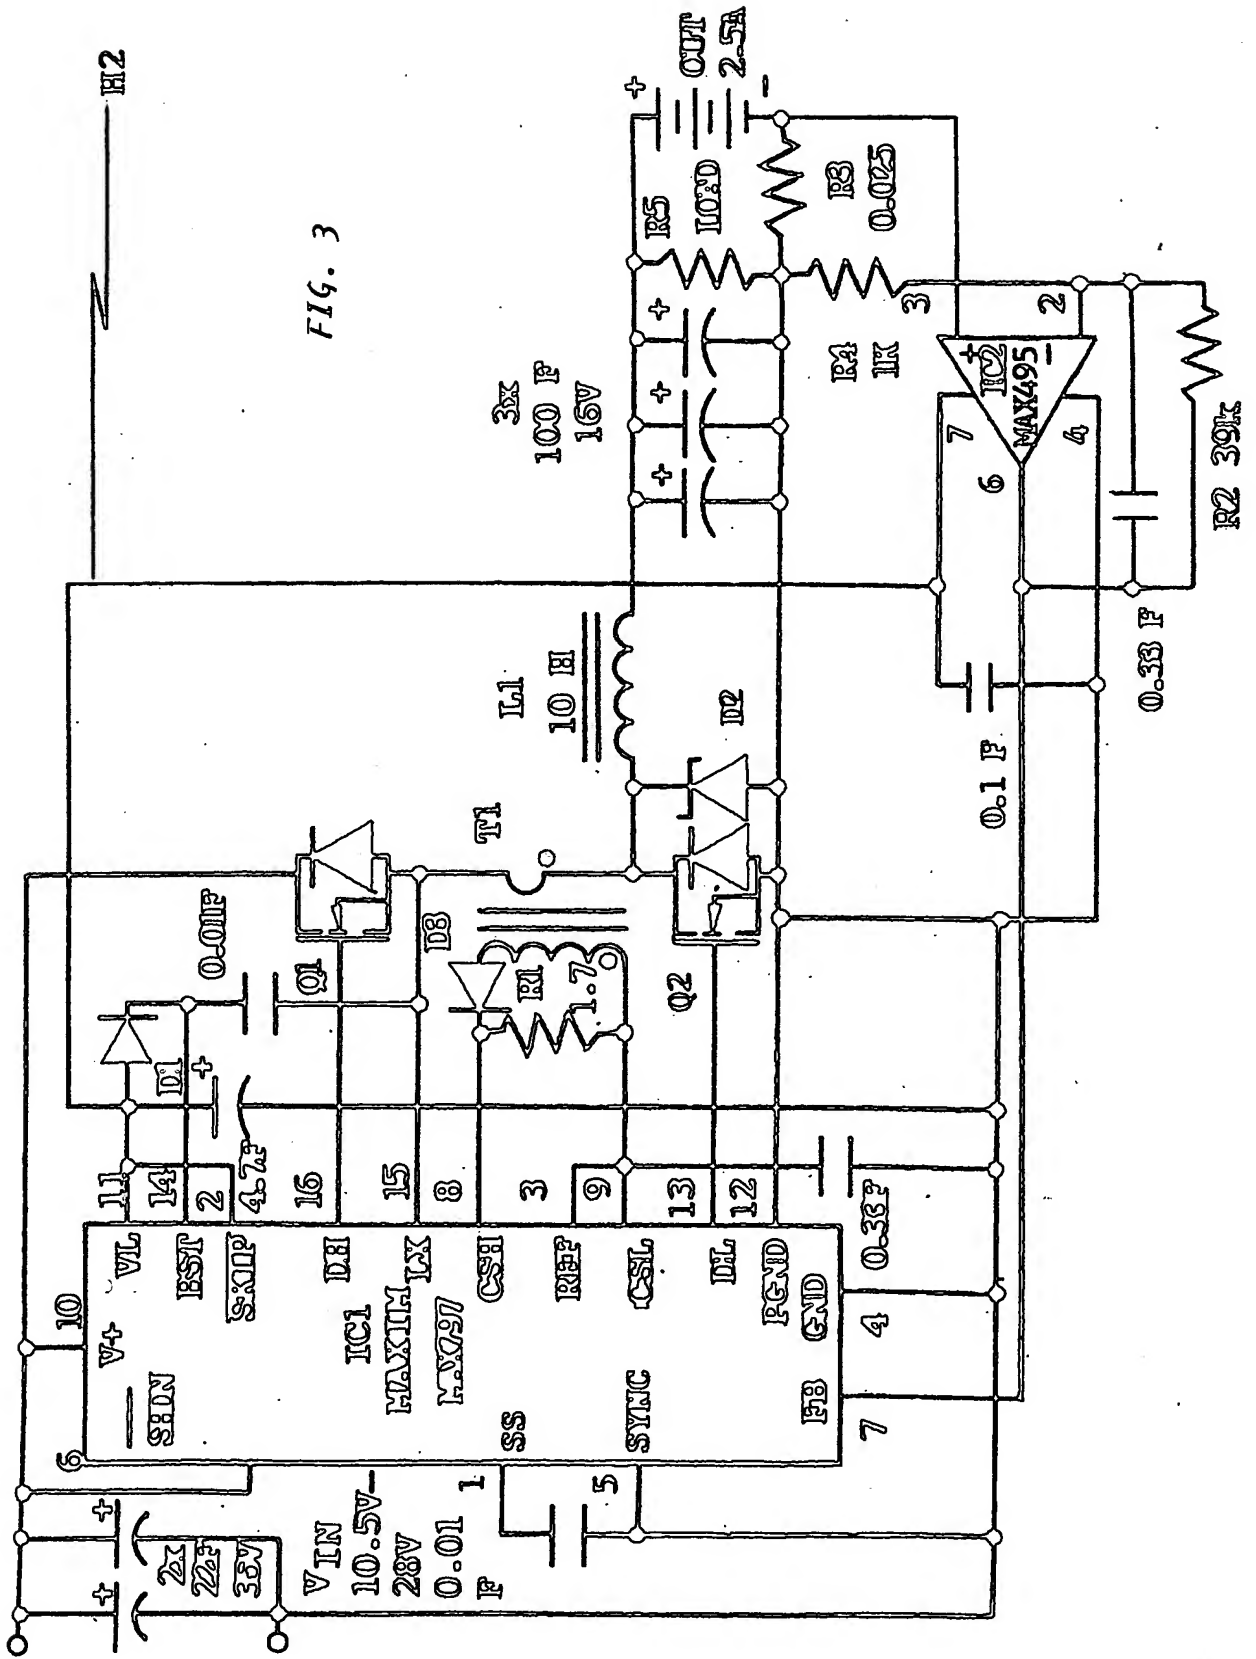 H2
FIG. 3
OUT
2.5A
+
−
R5
LOAD
R3
0.025
3X
100 F
16V
+
+
+
R4
1K
3
2
+
IC2
MAX495
−
7
4
6
R2 39k
0.33 F
0.1 F
L1
10 H
D2
T1
D3
R1
1.7
Q1
Q2
0.01F
D1
+
4.7F
11
14
2
16
15
8
3
9
13
12
0.33F
VL
BST
SKIP
DH
LX
CSH
REF
CSL
DL
PGND
GND
4
10
V+
SHDN
6
IC1
MAXIM
MAX797
SS
SYNC
FB
7
1
5
+
+
2X
22F
35V
VIN
10.5V−
28V
0.01
F